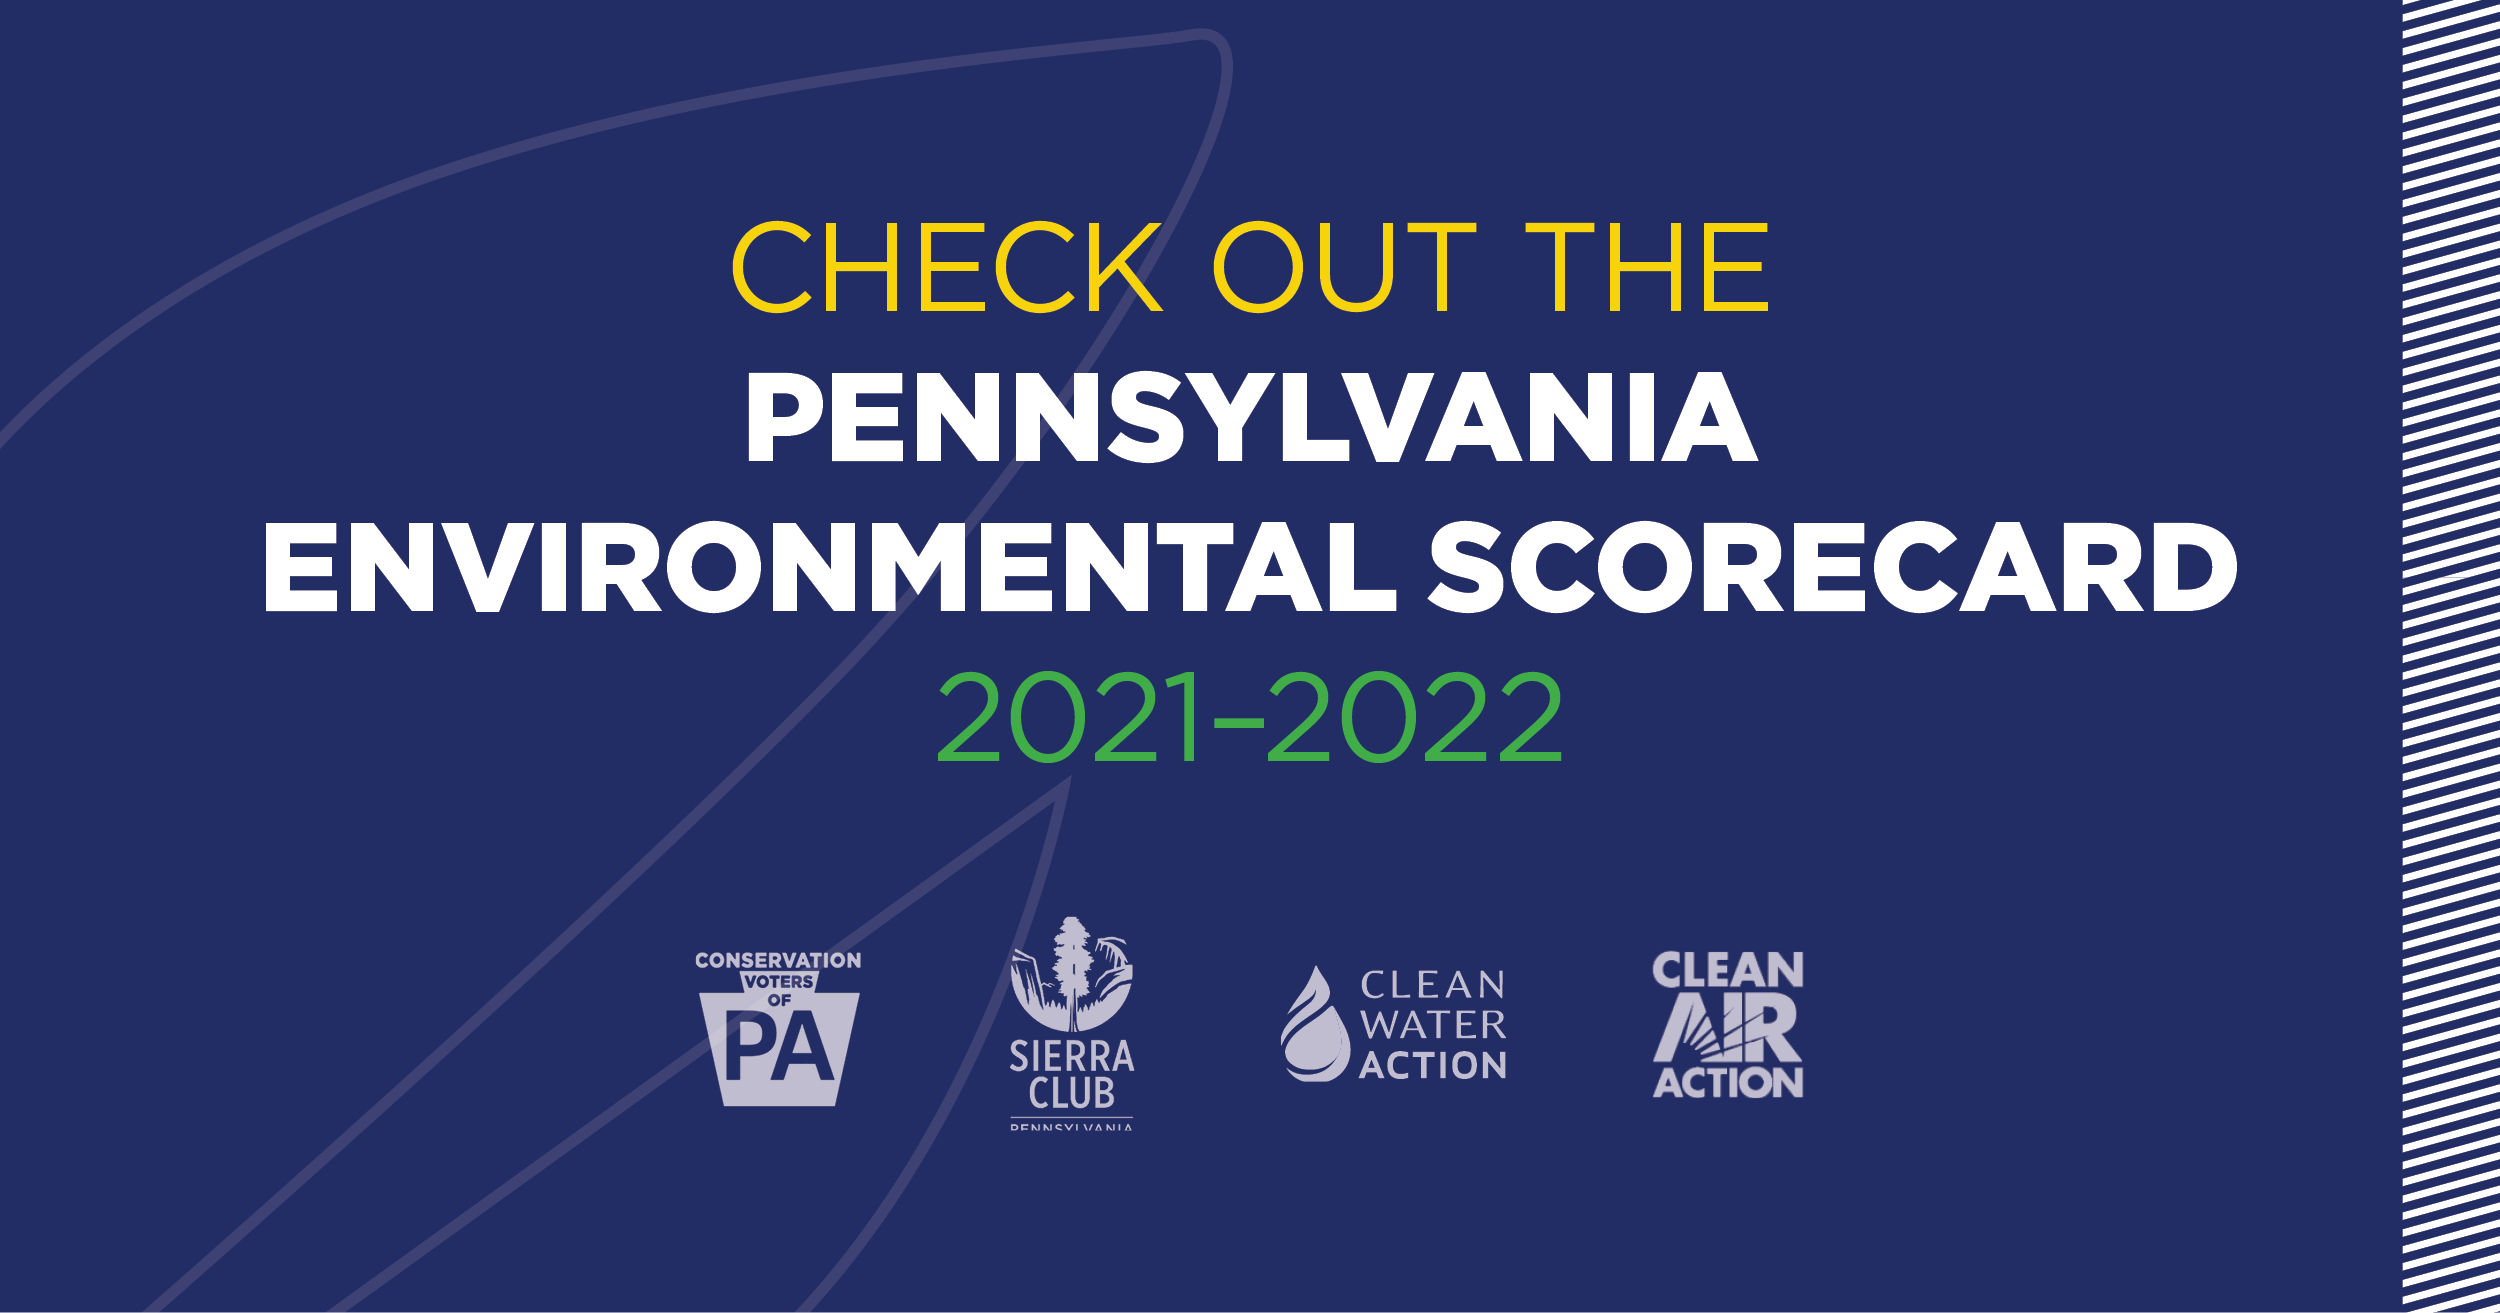 CHECK OUT THE
PENNSYLVANIA
ENVIRONMENTAL SCORECARD
2021–2022
CONSERVATION
VOTERS
OF
PA
SIERRA
CLUB
PENNSYLVANIA
CLEAN
WATER
ACTION
CLEAN
AIR
ACTION